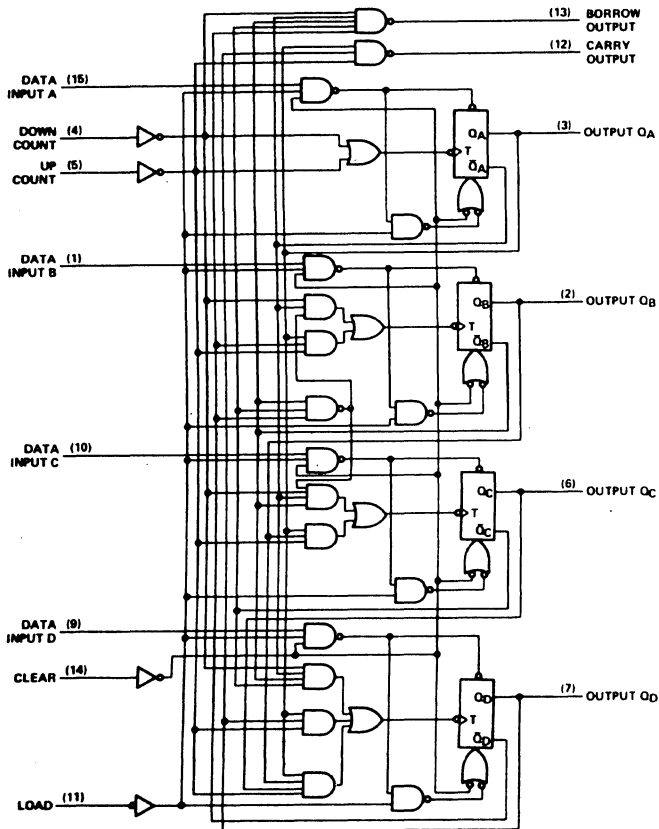 (13) BORROW
OUTPUT
(12) CARRY
OUTPUT
DATA (15)
INPUT A
DOWN (4)
COUNT
UP (5)
COUNT
QA
T
Q̅A
(3) OUTPUT QA
DATA (1)
INPUT B
QB
T
Q̅B
(2) OUTPUT QB
DATA (10)
INPUT C
QC
T
Q̅C
(6) OUTPUT QC
DATA (9)
INPUT D
CLEAR (14)
QD
T
Q̅D
(7) OUTPUT QD
LOAD (11)